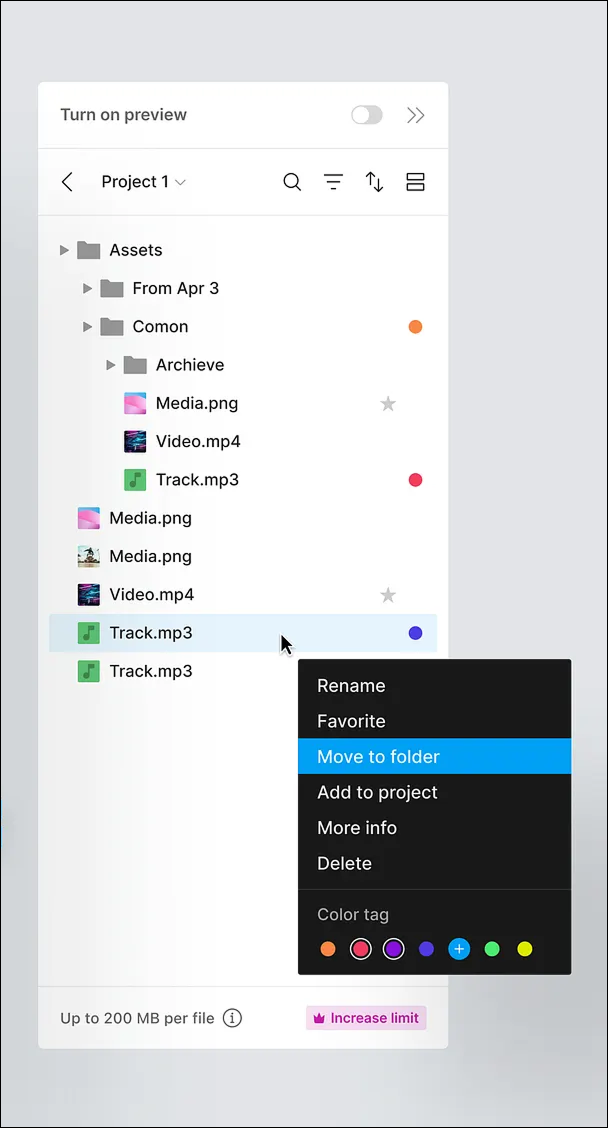 Turn on preview
Project 1
Assets
From Apr 3
Comon
Archieve
Media.png
Video.mp4
Track.mp3
Media.png
Media.png
Video.mp4
Track.mp3
Track.mp3
Rename
Favorite
Move to folder
Add to project
More info
Delete
Color tag
Up to 200 MB per file
Increase limit